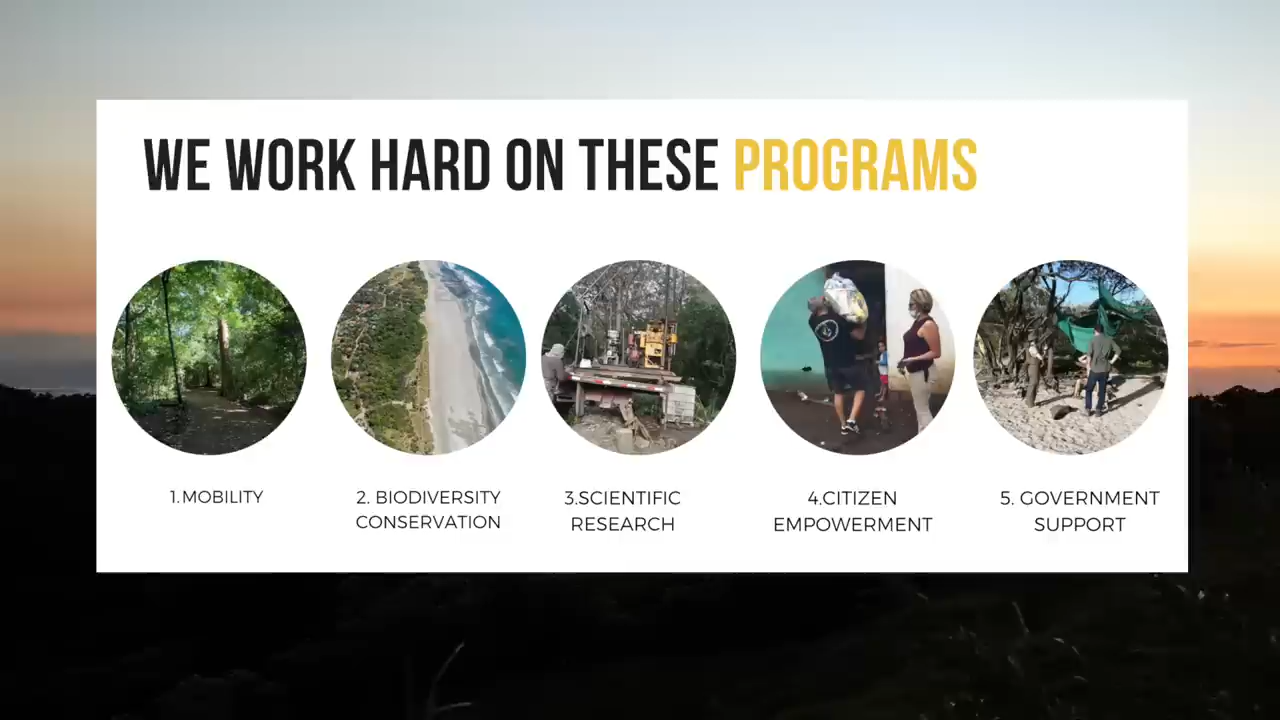 WE WORK HARD ON THESE PROGRAMS
1.MOBILITY
2. BIODIVERSITY
CONSERVATION
3.SCIENTIFIC
RESEARCH
4.CITIZEN
EMPOWERMENT
5. GOVERNMENT
SUPPORT